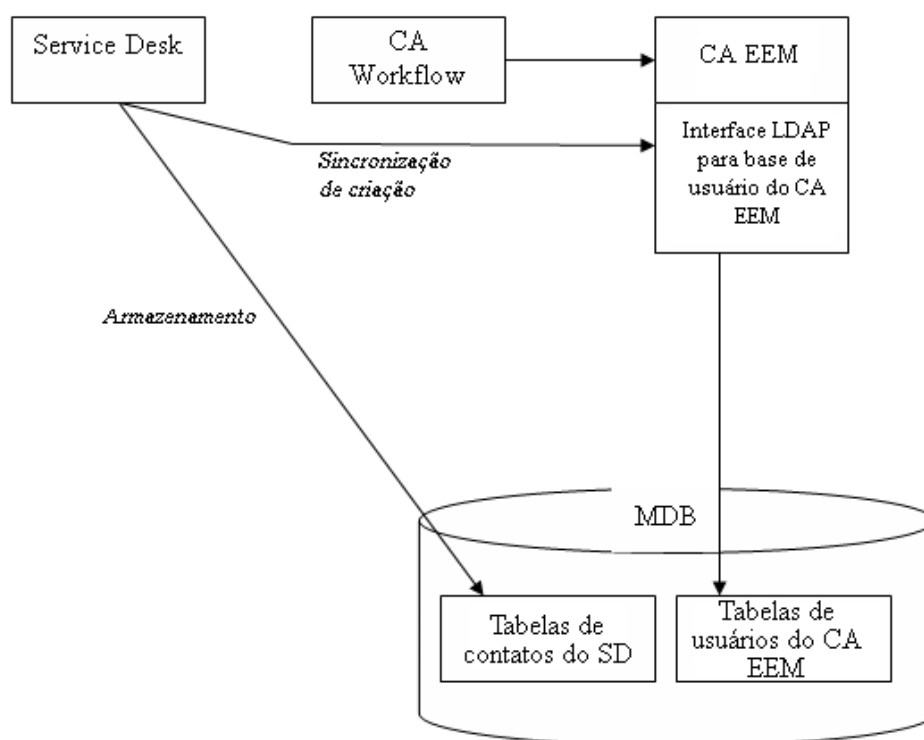 Service Desk
CA
Workflow
CA EEM
Interface LDAP
para base de
usuário do CA
EEM
Sincronização
de criação
Armazenamento
MDB
Tabelas de
contatos do SD
Tabelas de
usuários do CA
EEM